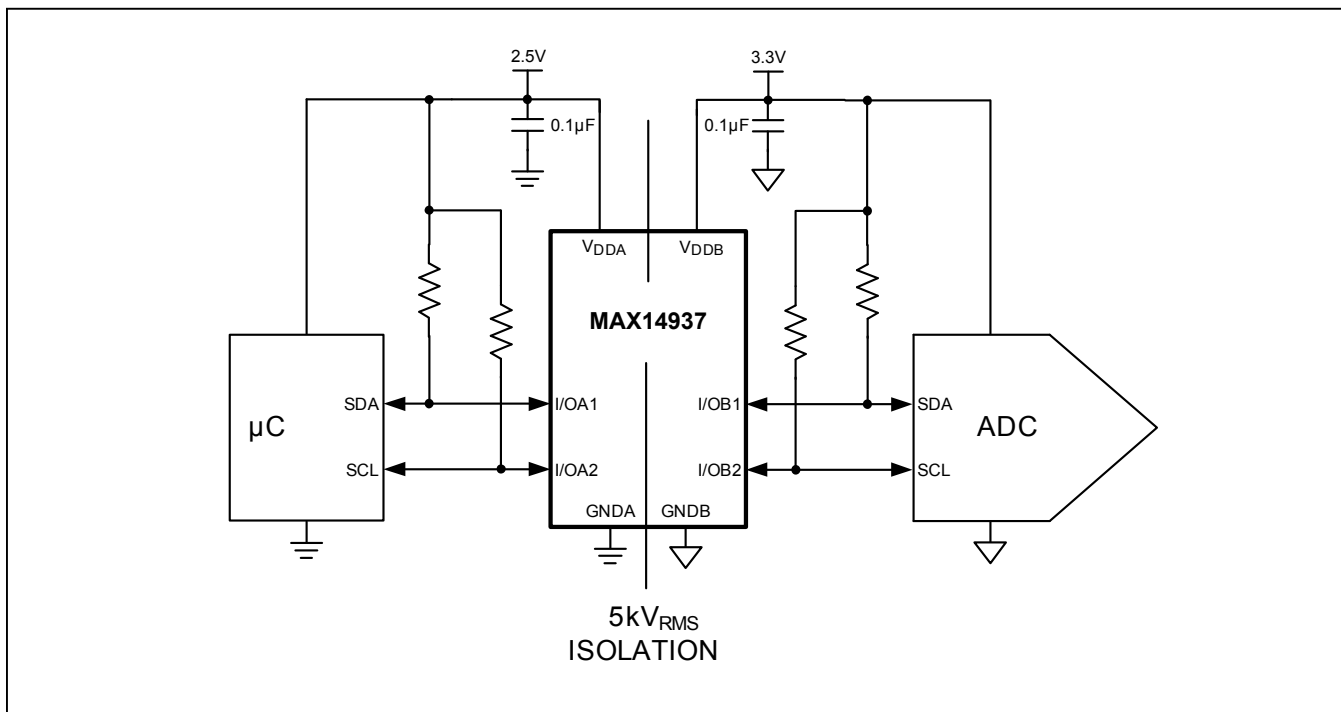 2.5V
3.3V
0.1µF
0.1µF
VDDA
VDDB
MAX14937
SDA
I/OA1
I/OB1
SDA
µC
ADC
SCL
I/OA2
I/OB2
SCL
GNDA
GNDB
5kVRMS
ISOLATION